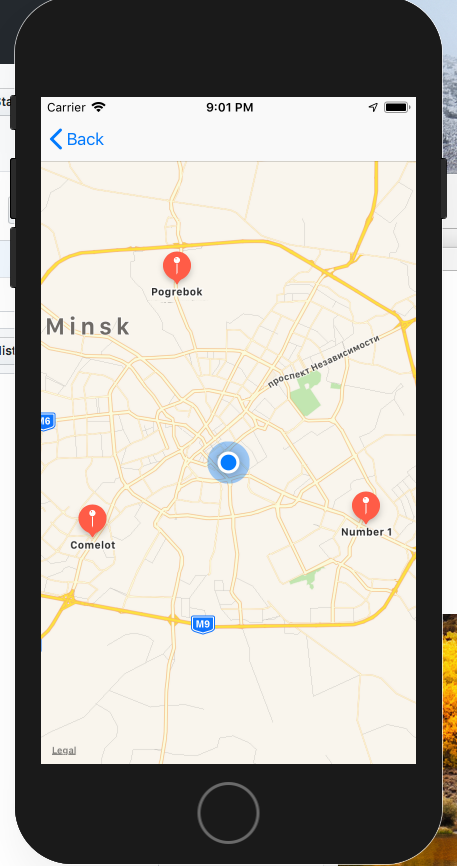 Carrier 9:01 PM
Back
Pogrebok
Minsk
проспект Независимости
M6
Comelot
Number 1
M9
Legal